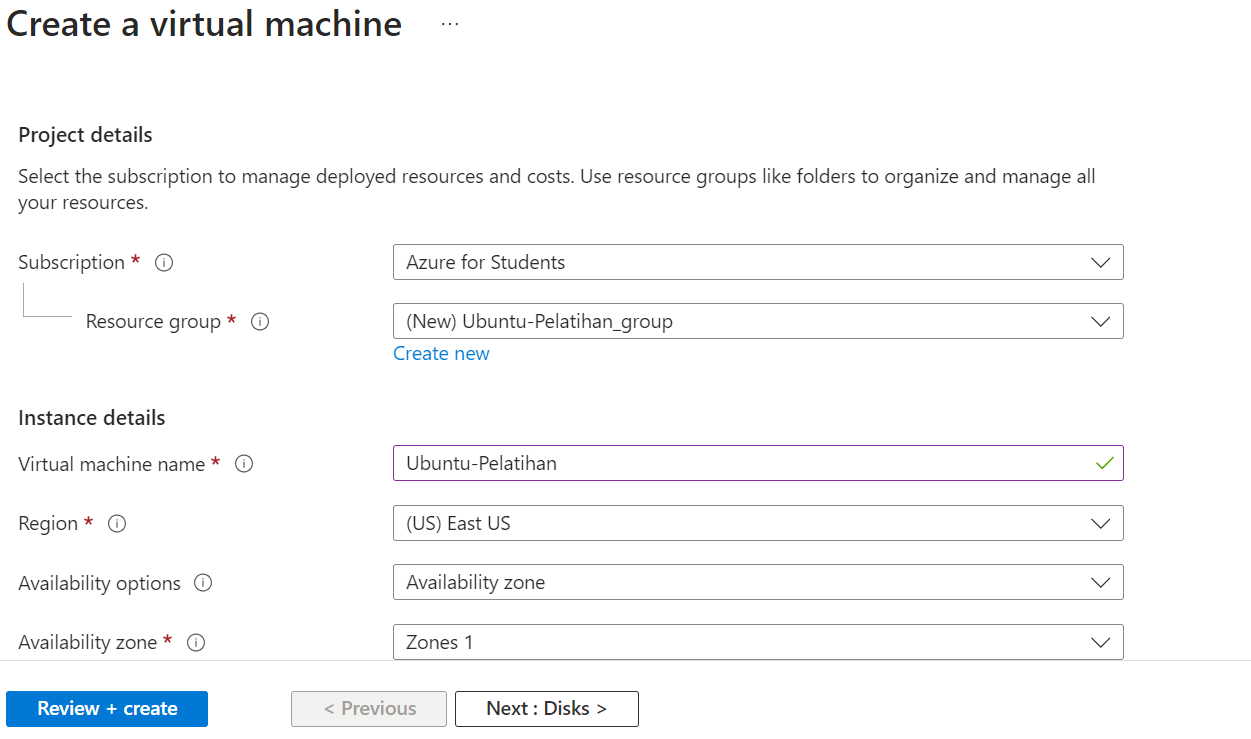 Create a virtual machine ...
Project details
Select the subscription to manage deployed resources and costs. Use resource groups like folders to organize and manage all
your resources.
Subscription *
Azure for Students
Resource group *
(New) Ubuntu-Pelatihan_group
Create new
Instance details
Virtual machine name *
Ubuntu-Pelatihan
Region *
(US) East US
Availability options
Availability zone
Availability zone *
Zones 1
Review + create
< Previous
Next : Disks >